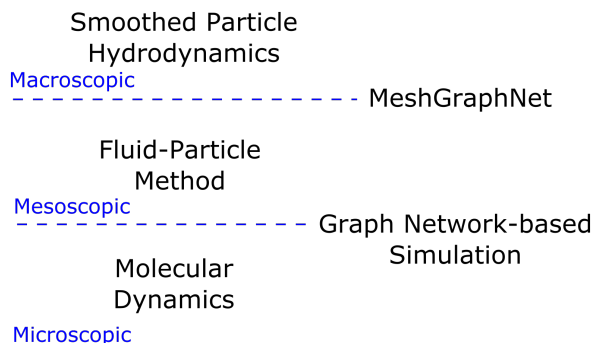 Smoothed Particle
Hydrodynamics
Macroscopic
MeshGraphNet
Fluid-Particle
Method
Mesoscopic
Graph Network-based
Simulation
Molecular
Dynamics
Microscopic